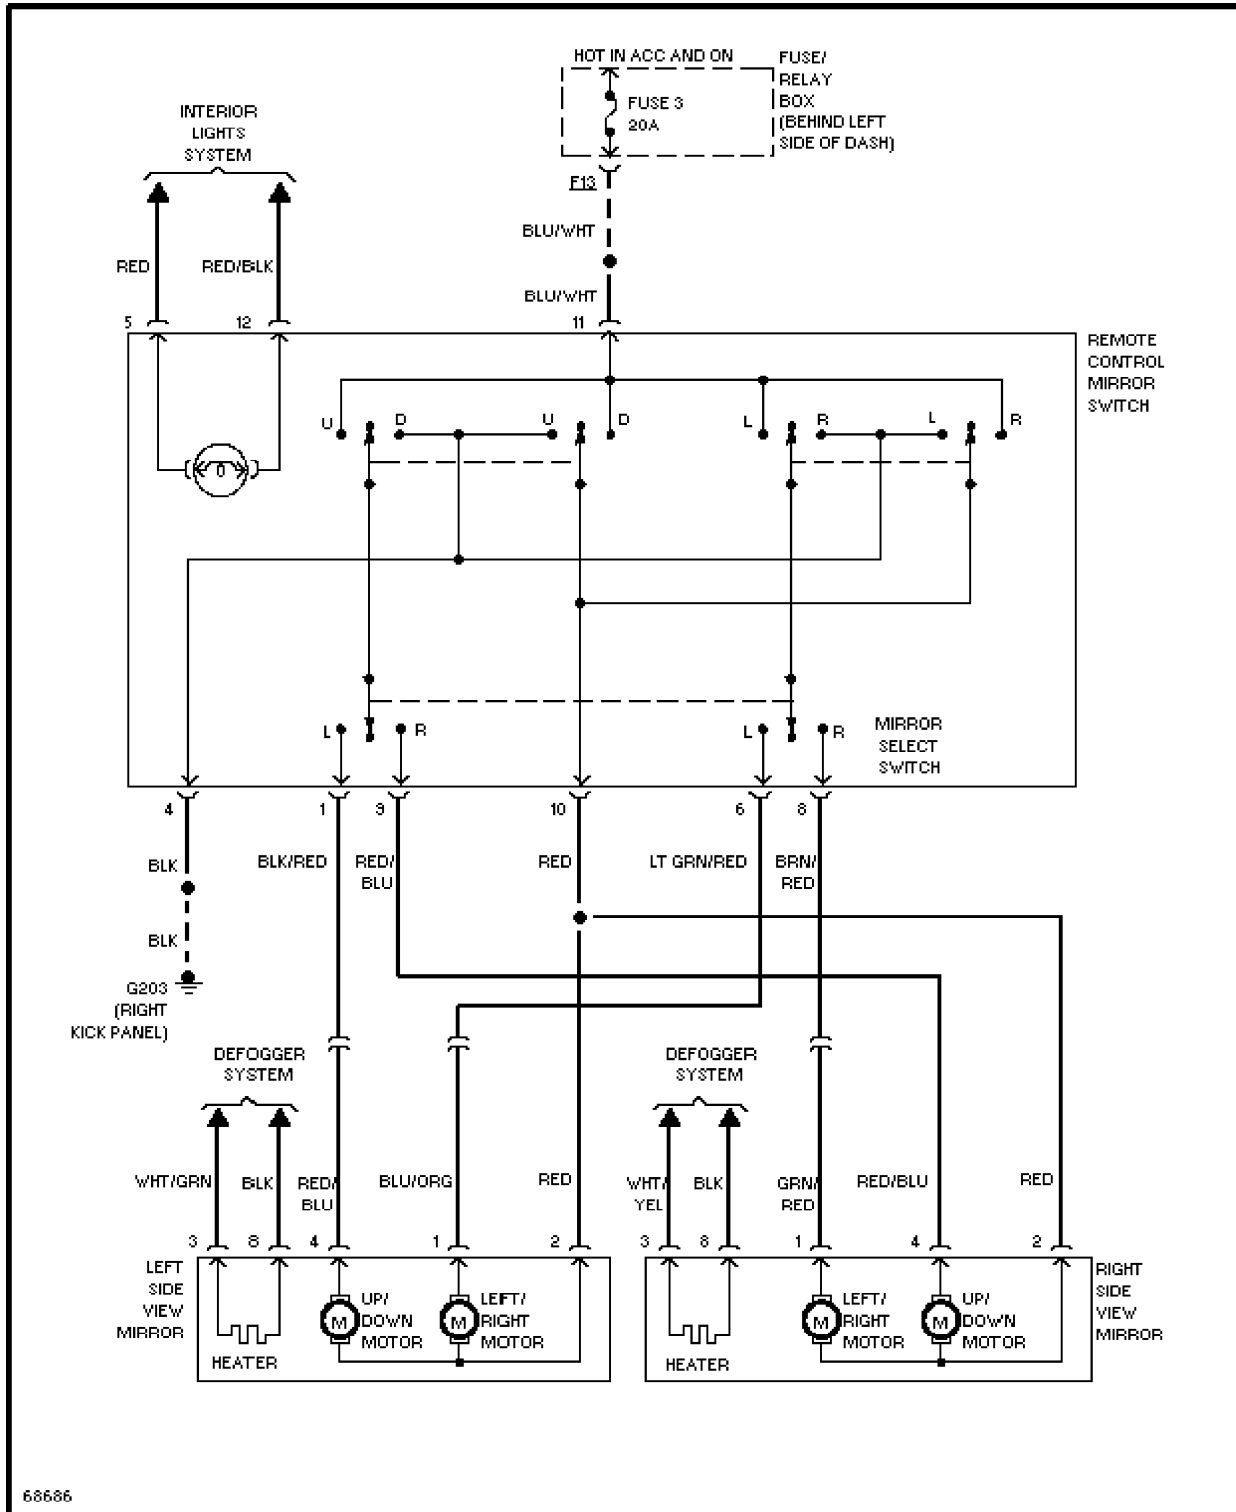 HOT IN ACC AND ON
FUSE/
RELAY
BOX
(BEHIND LEFT
SIDE OF DASH)
FUSE 3
20A
INTERIOR
LIGHTS
SYSTEM
F13
BLU/WHT
RED
RED/BLK
BLU/WHT
5
12
11
REMOTE
CONTROL
MIRROR
SWITCH
U
D
U
D
L
R
L
R
L
R
L
R
MIRROR
SELECT
SWITCH
4
1
9
10
6
8
BLK
BLK/RED
RED/
BLU
RED
LT GRN/RED
BRN/
RED
BLK
G203
(RIGHT
KICK PANEL)
DEFOGGER
SYSTEM
DEFOGGER
SYSTEM
WHT/GRN
BLK
RED/
BLU
BLU/ORG
RED
WHT/
YEL
BLK
GRN/
RED
RED/BLU
RED
3
8
4
1
2
3
8
1
4
2
LEFT
SIDE
VIEW
MIRROR
HEATER
M
UP/
DOWN
MOTOR
M
LEFT/
RIGHT
MOTOR
HEATER
M
LEFT/
RIGHT
MOTOR
M
UP/
DOWN
MOTOR
RIGHT
SIDE
VIEW
MIRROR
68686